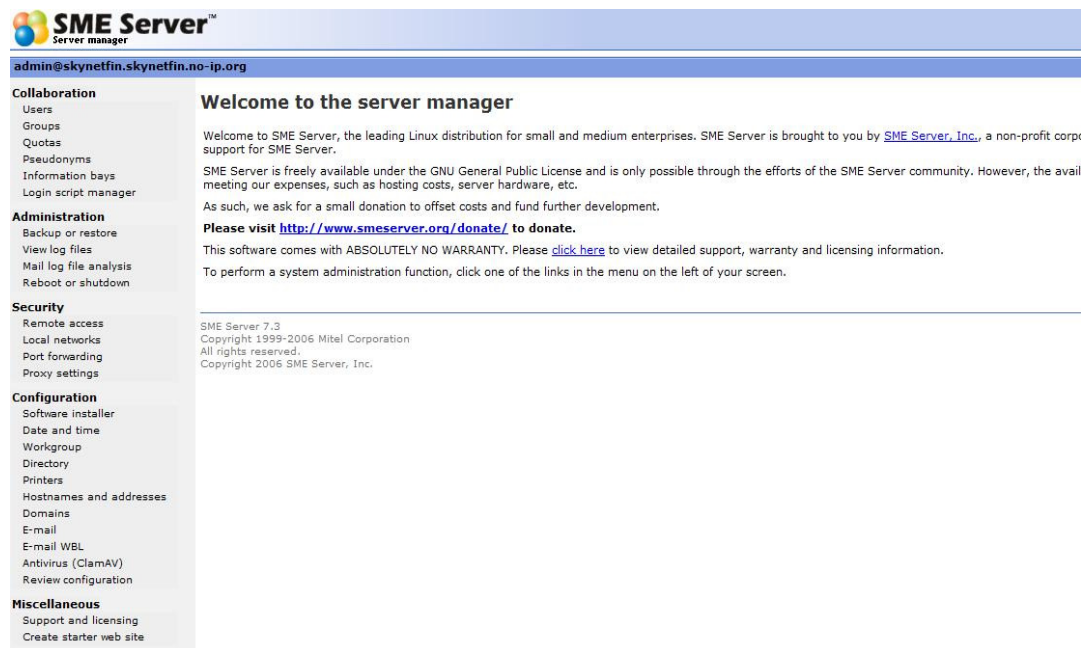 SME Server™
Server manager
admin@skynetfin.skynetfin.no-ip.org
Collaboration
Users
Groups
Quotas
Pseudonyms
Information bays
Login script manager
Administration
Backup or restore
View log files
Mail log file analysis
Reboot or shutdown
Security
Remote access
Local networks
Port forwarding
Proxy settings
Configuration
Software installer
Date and time
Workgroup
Directory
Printers
Hostnames and addresses
Domains
E-mail
E-mail WBL
Antivirus (ClamAV)
Review configuration
Miscellaneous
Support and licensing
Create starter web site
Welcome to the server manager
Welcome to SME Server, the leading Linux distribution for small and medium enterprises. SME Server is brought to you by SME Server, Inc., a non-profit corpo
support for SME Server.
SME Server is freely available under the GNU General Public License and is only possible through the efforts of the SME Server community. However, the avail
meeting our expenses, such as hosting costs, server hardware, etc.
As such, we ask for a small donation to offset costs and fund further development.
Please visit http://www.smeserver.org/donate/ to donate.
This software comes with ABSOLUTELY NO WARRANTY. Please click here to view detailed support, warranty and licensing information.
To perform a system administration function, click one of the links in the menu on the left of your screen.
SME Server 7.3
Copyright 1999-2006 Mitel Corporation
All rights reserved.
Copyright 2006 SME Server, Inc.